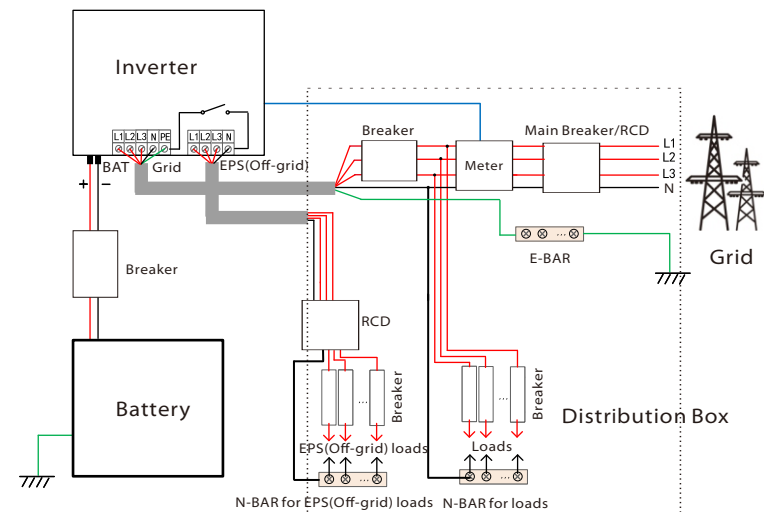 Inverter
L1 L2 L3 N PE
L1 L2 L3 N
BAT
Grid
EPS(Off-grid)
+
−
Breaker
Battery
Breaker
Meter
Main Breaker/RCD
L1
L2
L3
N
E-BAR
Grid
RCD
...
Breaker
EPS(Off-grid) loads
...
N-BAR for EPS(Off-grid) loads
...
Breaker
Loads
...
N-BAR for loads
...
Distribution Box